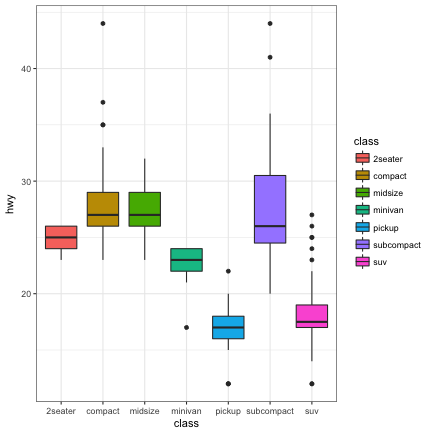 hwy
40
30
20
2seater compact midsize minivan pickup subcompact suv
class
class
2seater
compact
midsize
minivan
pickup
subcompact
suv